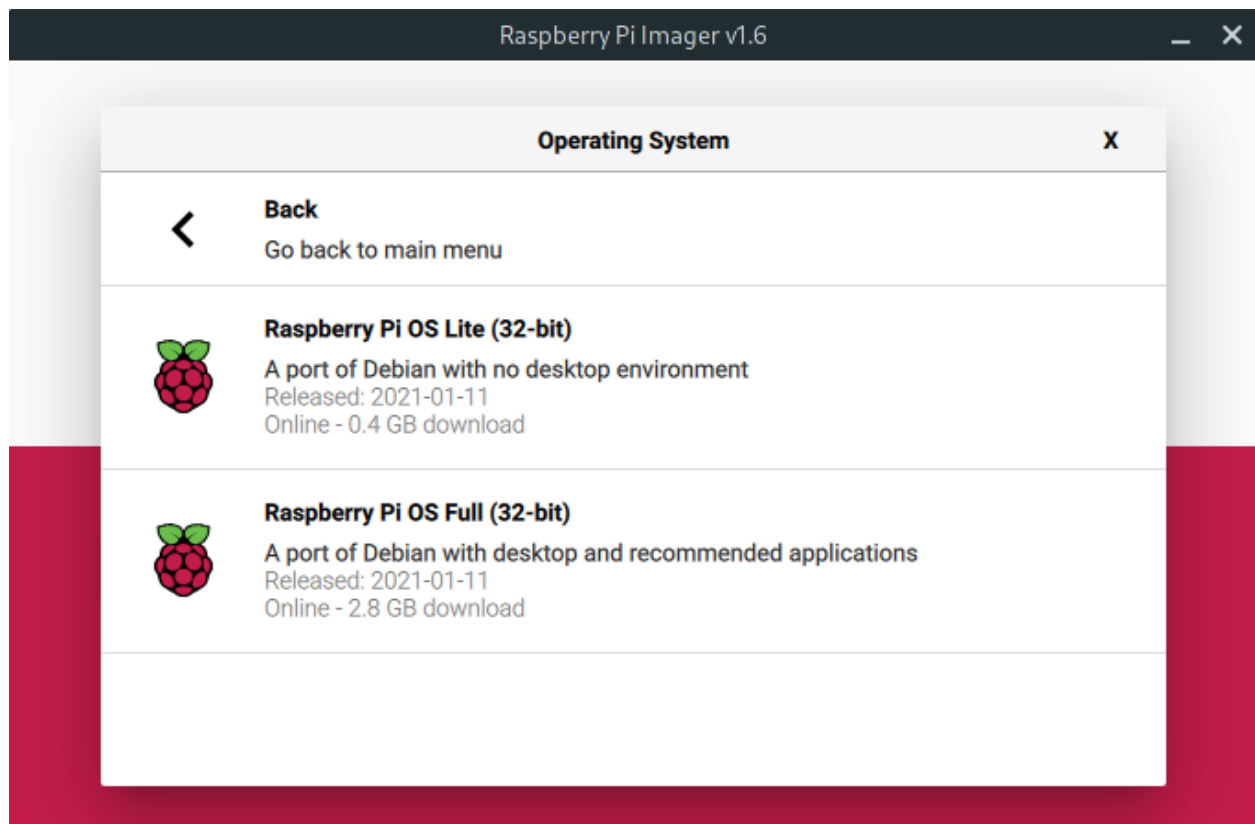 Raspberry Pi Imager v1.6
Operating System X
Back
Go back to main menu
Raspberry Pi OS Lite (32-bit)
A port of Debian with no desktop environment
Released: 2021-01-11
Online - 0.4 GB download
Raspberry Pi OS Full (32-bit)
A port of Debian with desktop and recommended applications
Released: 2021-01-11
Online - 2.8 GB download